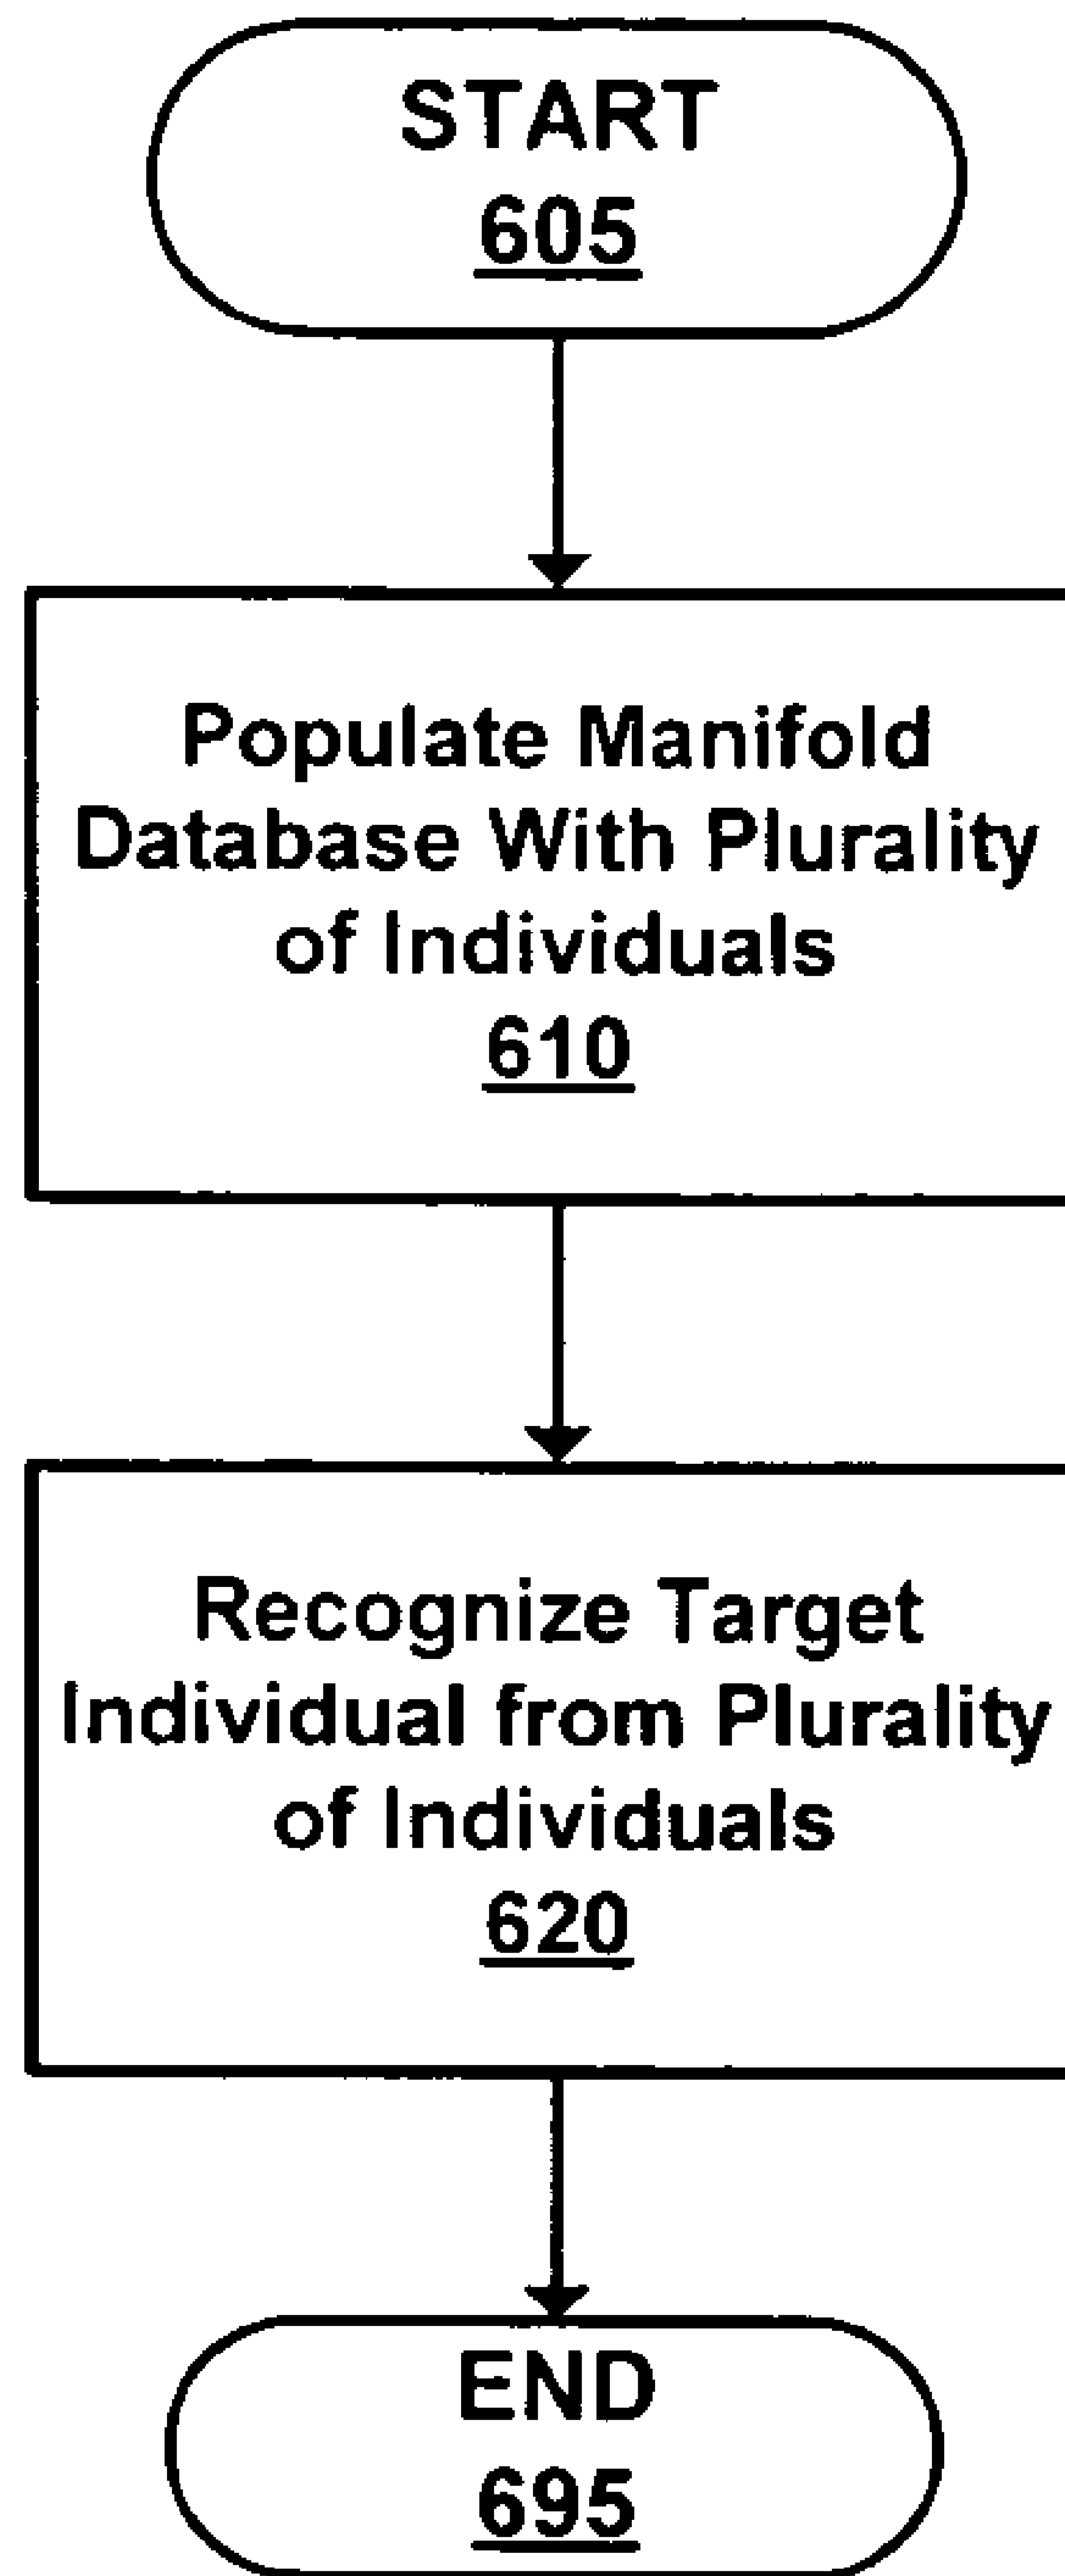 START
605
Populate Manifold
Database With Plurality
of Individuals
610
Recognize Target
Individual from Plurality
of Individuals
620
END
695